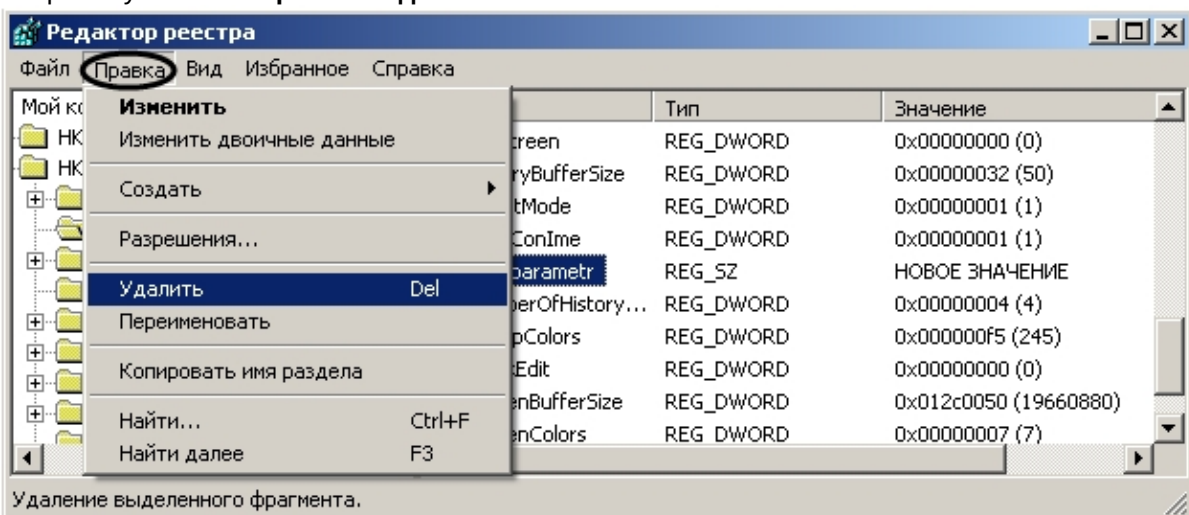 Редактор реестра
Файл Правка Вид Избранное Справка
Мой Тип Значение
Изменить
HK creen REG_DWORD 0x00000000 (0)
Изменить двоичные данные
HK ryBufferSize REG_DWORD 0x00000032 (50)
Создать
tMode REG_DWORD 0x00000001 (1)
Разрешения...
ConIme REG_DWORD 0x00000001 (1)
parametr REG_SZ НОВОЕ ЗНАЧЕНИЕ
Удалить Del
berOfHistory... REG_DWORD 0x00000004 (4)
Переименовать
pColors REG_DWORD 0x000000f5 (245)
Копировать имя раздела
kEdit REG_DWORD 0x00000000 (0)
enBufferSize REG_DWORD 0x012c0050 (19660880)
Найти... Ctrl+F
enColors REG_DWORD 0x00000007 (7)
Найти далее F3
Удаление выделенного фрагмента.